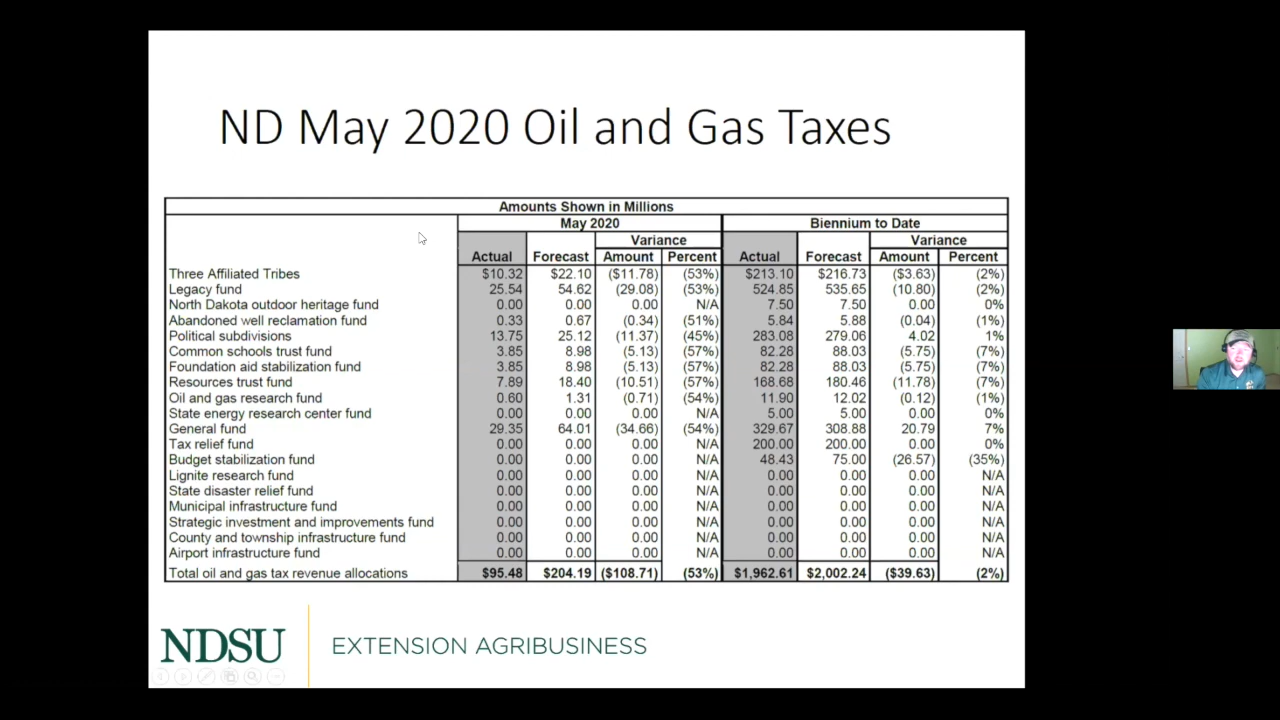 ND May 2020 Oil and Gas Taxes
Amounts Shown in Millions
May 2020 Biennium to Date
Variance Variance
Actual Forecast Amount Percent Actual Forecast Amount Percent
Three Affiliated Tribes $10.32 $22.10 ($11.78) (53%) $213.10 $216.73 ($3.63) (2%)
Legacy fund 25.54 54.62 (29.08) (53%) 524.85 535.65 (10.80) (2%)
North Dakota outdoor heritage fund 0.00 0.00 0.00 N/A 7.50 7.50 0.00 0%
Abandoned well reclamation fund 0.33 0.67 (0.34) (51%) 5.84 5.88 (0.04) (1%)
Political subdivisions 13.75 25.12 (11.37) (45%) 283.08 279.06 4.02 1%
Common schools trust fund 3.85 8.98 (5.13) (57%) 82.28 88.03 (5.75) (7%)
Foundation aid stabilization fund 3.85 8.98 (5.13) (57%) 82.28 88.03 (5.75) (7%)
Resources trust fund 7.89 18.40 (10.51) (57%) 168.68 180.46 (11.78) (7%)
Oil and gas research fund 0.60 1.31 (0.71) (54%) 11.90 12.02 (0.12) (1%)
State energy research center fund 0.00 0.00 0.00 N/A 5.00 5.00 0.00 0%
General fund 29.35 64.01 (34.66) (54%) 329.67 308.88 20.79 7%
Tax relief fund 0.00 0.00 0.00 N/A 200.00 200.00 0.00 0%
Budget stabilization fund 0.00 0.00 0.00 N/A 48.43 75.00 (26.57) (35%)
Lignite research fund 0.00 0.00 0.00 N/A 0.00 0.00 0.00 N/A
State disaster relief fund 0.00 0.00 0.00 N/A 0.00 0.00 0.00 N/A
Municipal infrastructure fund 0.00 0.00 0.00 N/A 0.00 0.00 0.00 N/A
Strategic investment and improvements fund 0.00 0.00 0.00 N/A 0.00 0.00 0.00 N/A
County and township infrastructure fund 0.00 0.00 0.00 N/A 0.00 0.00 0.00 N/A
Airport infrastructure fund 0.00 0.00 0.00 N/A 0.00 0.00 0.00 N/A
Total oil and gas tax revenue allocations $95.48 $204.19 ($108.71) (53%) $1,962.61 $2,002.24 ($39.63) (2%)
NDSU EXTENSION AGRIBUSINESS